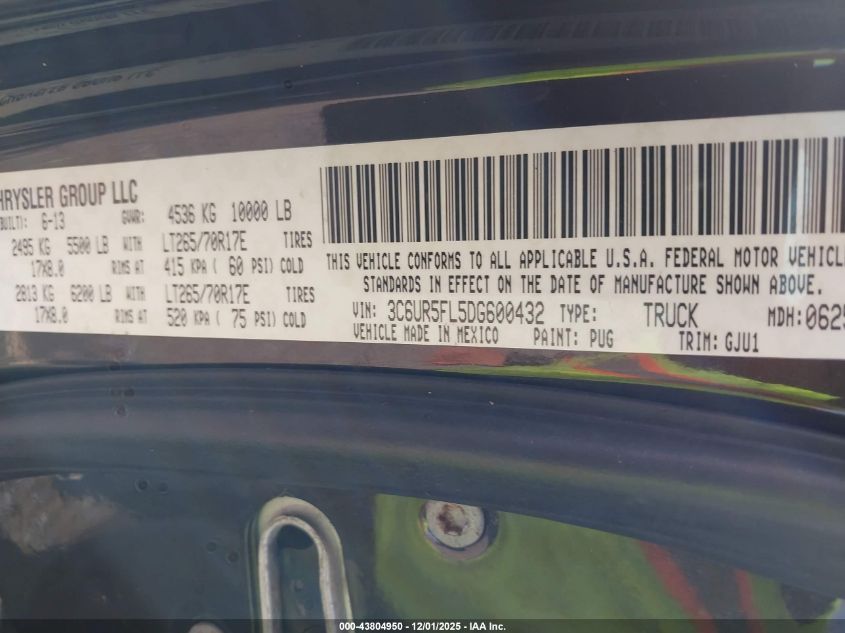 HRYSLER GROUP LLC
BUILT): 6-13 GVWR: 4536 KG 10000 LB
2495 KG 5500 LB WITH LT265/70R17E TIRES
17X8.0 RIMS AT 415 KPA ( 60 PSI) COLD
2813 KG 6200 LB WITH LT265/70R17E TIRES
17X8.0 RIMS AT 520 KPA ( 75 PSI) COLD
THIS VEHICLE CONFORMS TO ALL APPLICABLE U.S.A. FEDERAL MOTOR VEHICLE
STANDARDS IN EFFECT ON THE DATE OF MANUFACTURE SHOWN ABOVE.
VIN: 3C6UR5FL5DG600432 TYPE: TRUCK MDH:0625
VEHICLE MADE IN MEXICO PAINT: PUG TRIM: GJU1
000-43804950 - 12/01/2025 - IAA Inc.